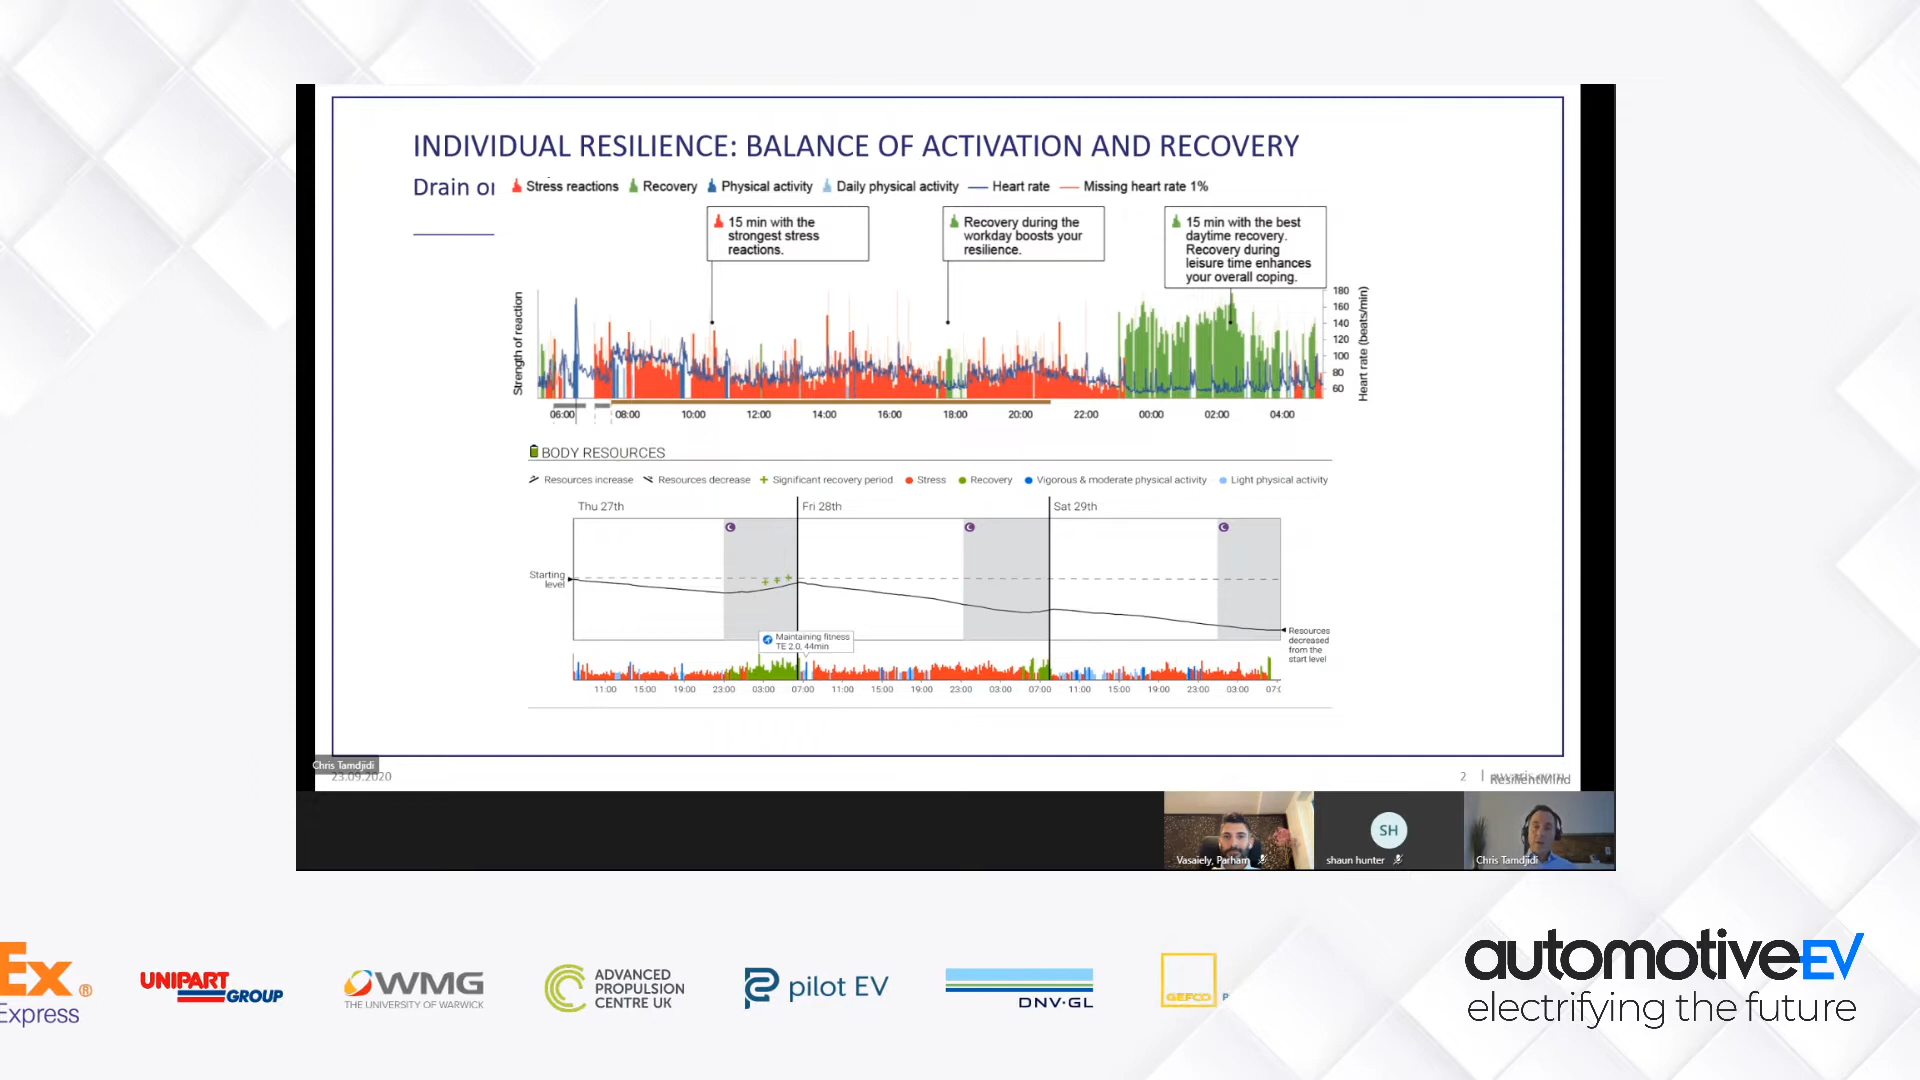 INDIVIDUAL RESILIENCE: BALANCE OF ACTIVATION AND RECOVERY
Drain or
Stress reactions Recovery Physical activity Daily physical activity Heart rate Missing heart rate 1%
15 min with the
strongest stress
reactions.
Recovery during the
workday boosts your
resilience.
15 min with the best
daytime recovery.
Recovery during
leisure time enhances
your overall coping.
Strength of reaction
180
160
140
120
100
80
60
Heart rate (beats/min)
06:00 08:00 10:00 12:00 14:00 16:00 18:00 20:00 22:00 00:00 02:00 04:00
BODY RESOURCES
Resources increase Resources decrease Significant recovery period Stress Recovery Vigorous & moderate physical activity Light physical activity
Thu 27th Fri 28th Sat 29th
Starting
level
Maintaining fitness
TE 2.0, 44min
Resources
decreased
from the
start level
11:00 15:00 19:00 23:00 03:00 07:00 11:00 15:00 19:00 23:00 03:00 07:00 11:00 15:00 19:00 23:00 03:00 07:
Chris Tamdjidi
23.09.2020
2 | ResilientMind
SH
Vasaiely, Parham
shaun hunter
Chris Tamdjidi
Ex®
Express
UNIPART
GROUP
WMG
THE UNIVERSITY OF WARWICK
ADVANCED
PROPULSION
CENTRE UK
pilot EV
DNV·GL
GEFCO
automotiveEV
electrifying the future